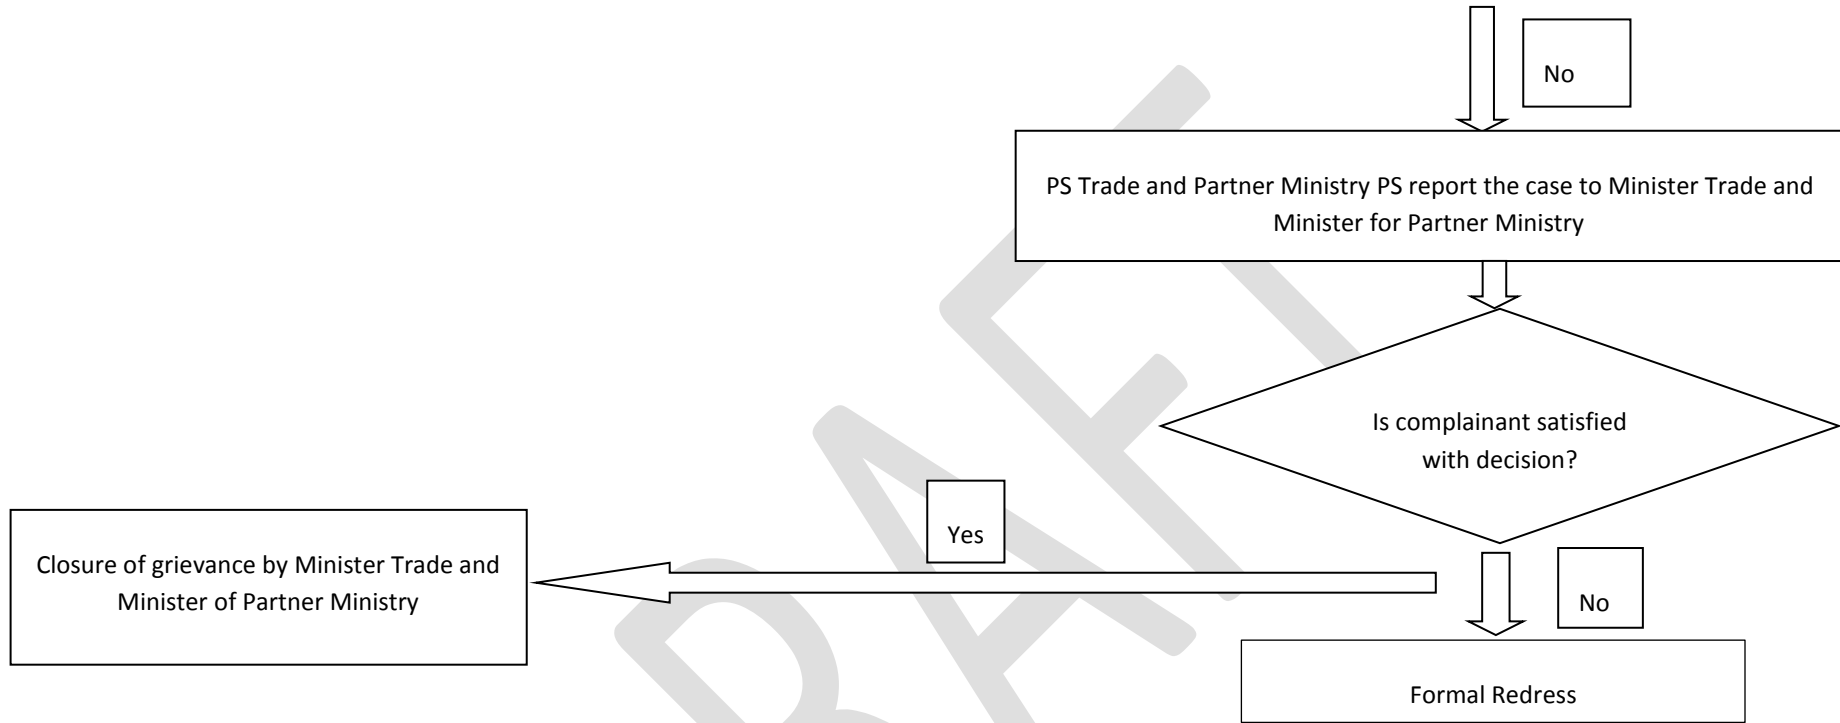 No
PS Trade and Partner Ministry PS report the case to Minister Trade and
Minister for Partner Ministry
Is complainant satisfied
with decision?
Yes
Closure of grievance by Minister Trade and
Minister of Partner Ministry
No
Formal Redress
DRAFT